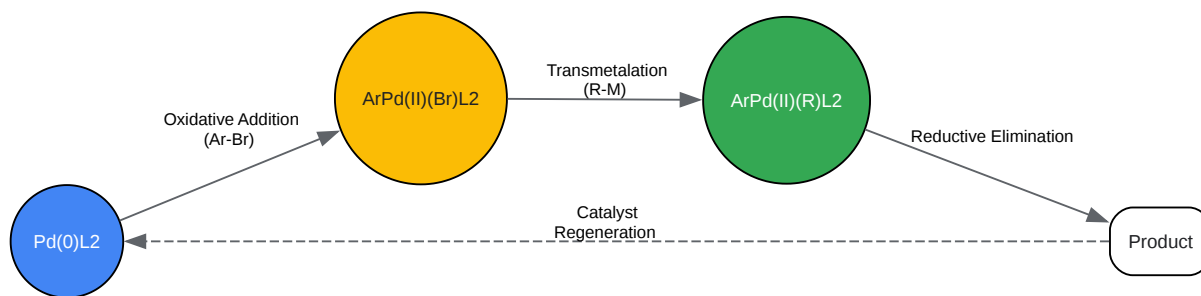 Oxidative Addition
(Ar-Br)
ArPd(II)(Br)L2
Transmetalation
(R-M)
ArPd(II)(R)L2
Reductive Elimination
Pd(0)L2
Catalyst
Regeneration
Product